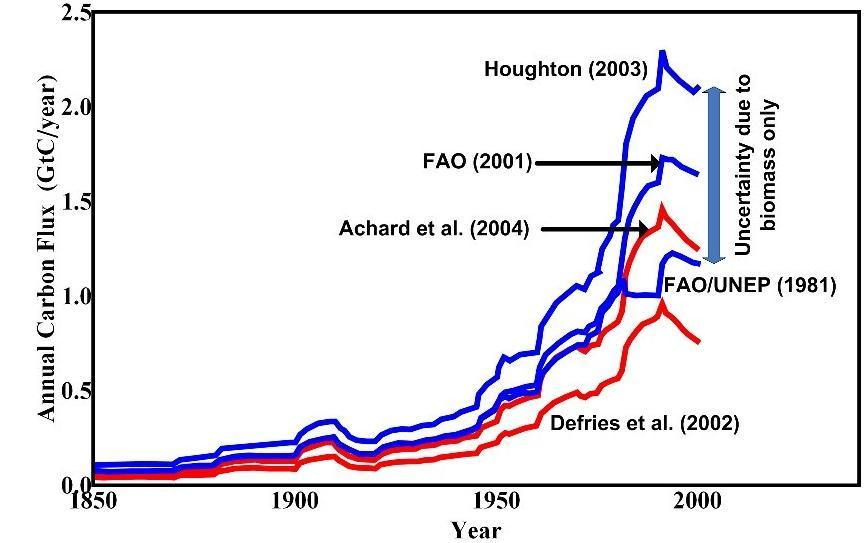 2.5
2.0
1.5
1.0
0.5
0.0
Annual Carbon Flux (GtC/year)
Houghton (2003)
FAO (2001)
Achard et al. (2004)
FAO/UNEP (1981)
Defries et al. (2002)
Uncertainty due to
biomass only
1850
1900
1950
2000
Year